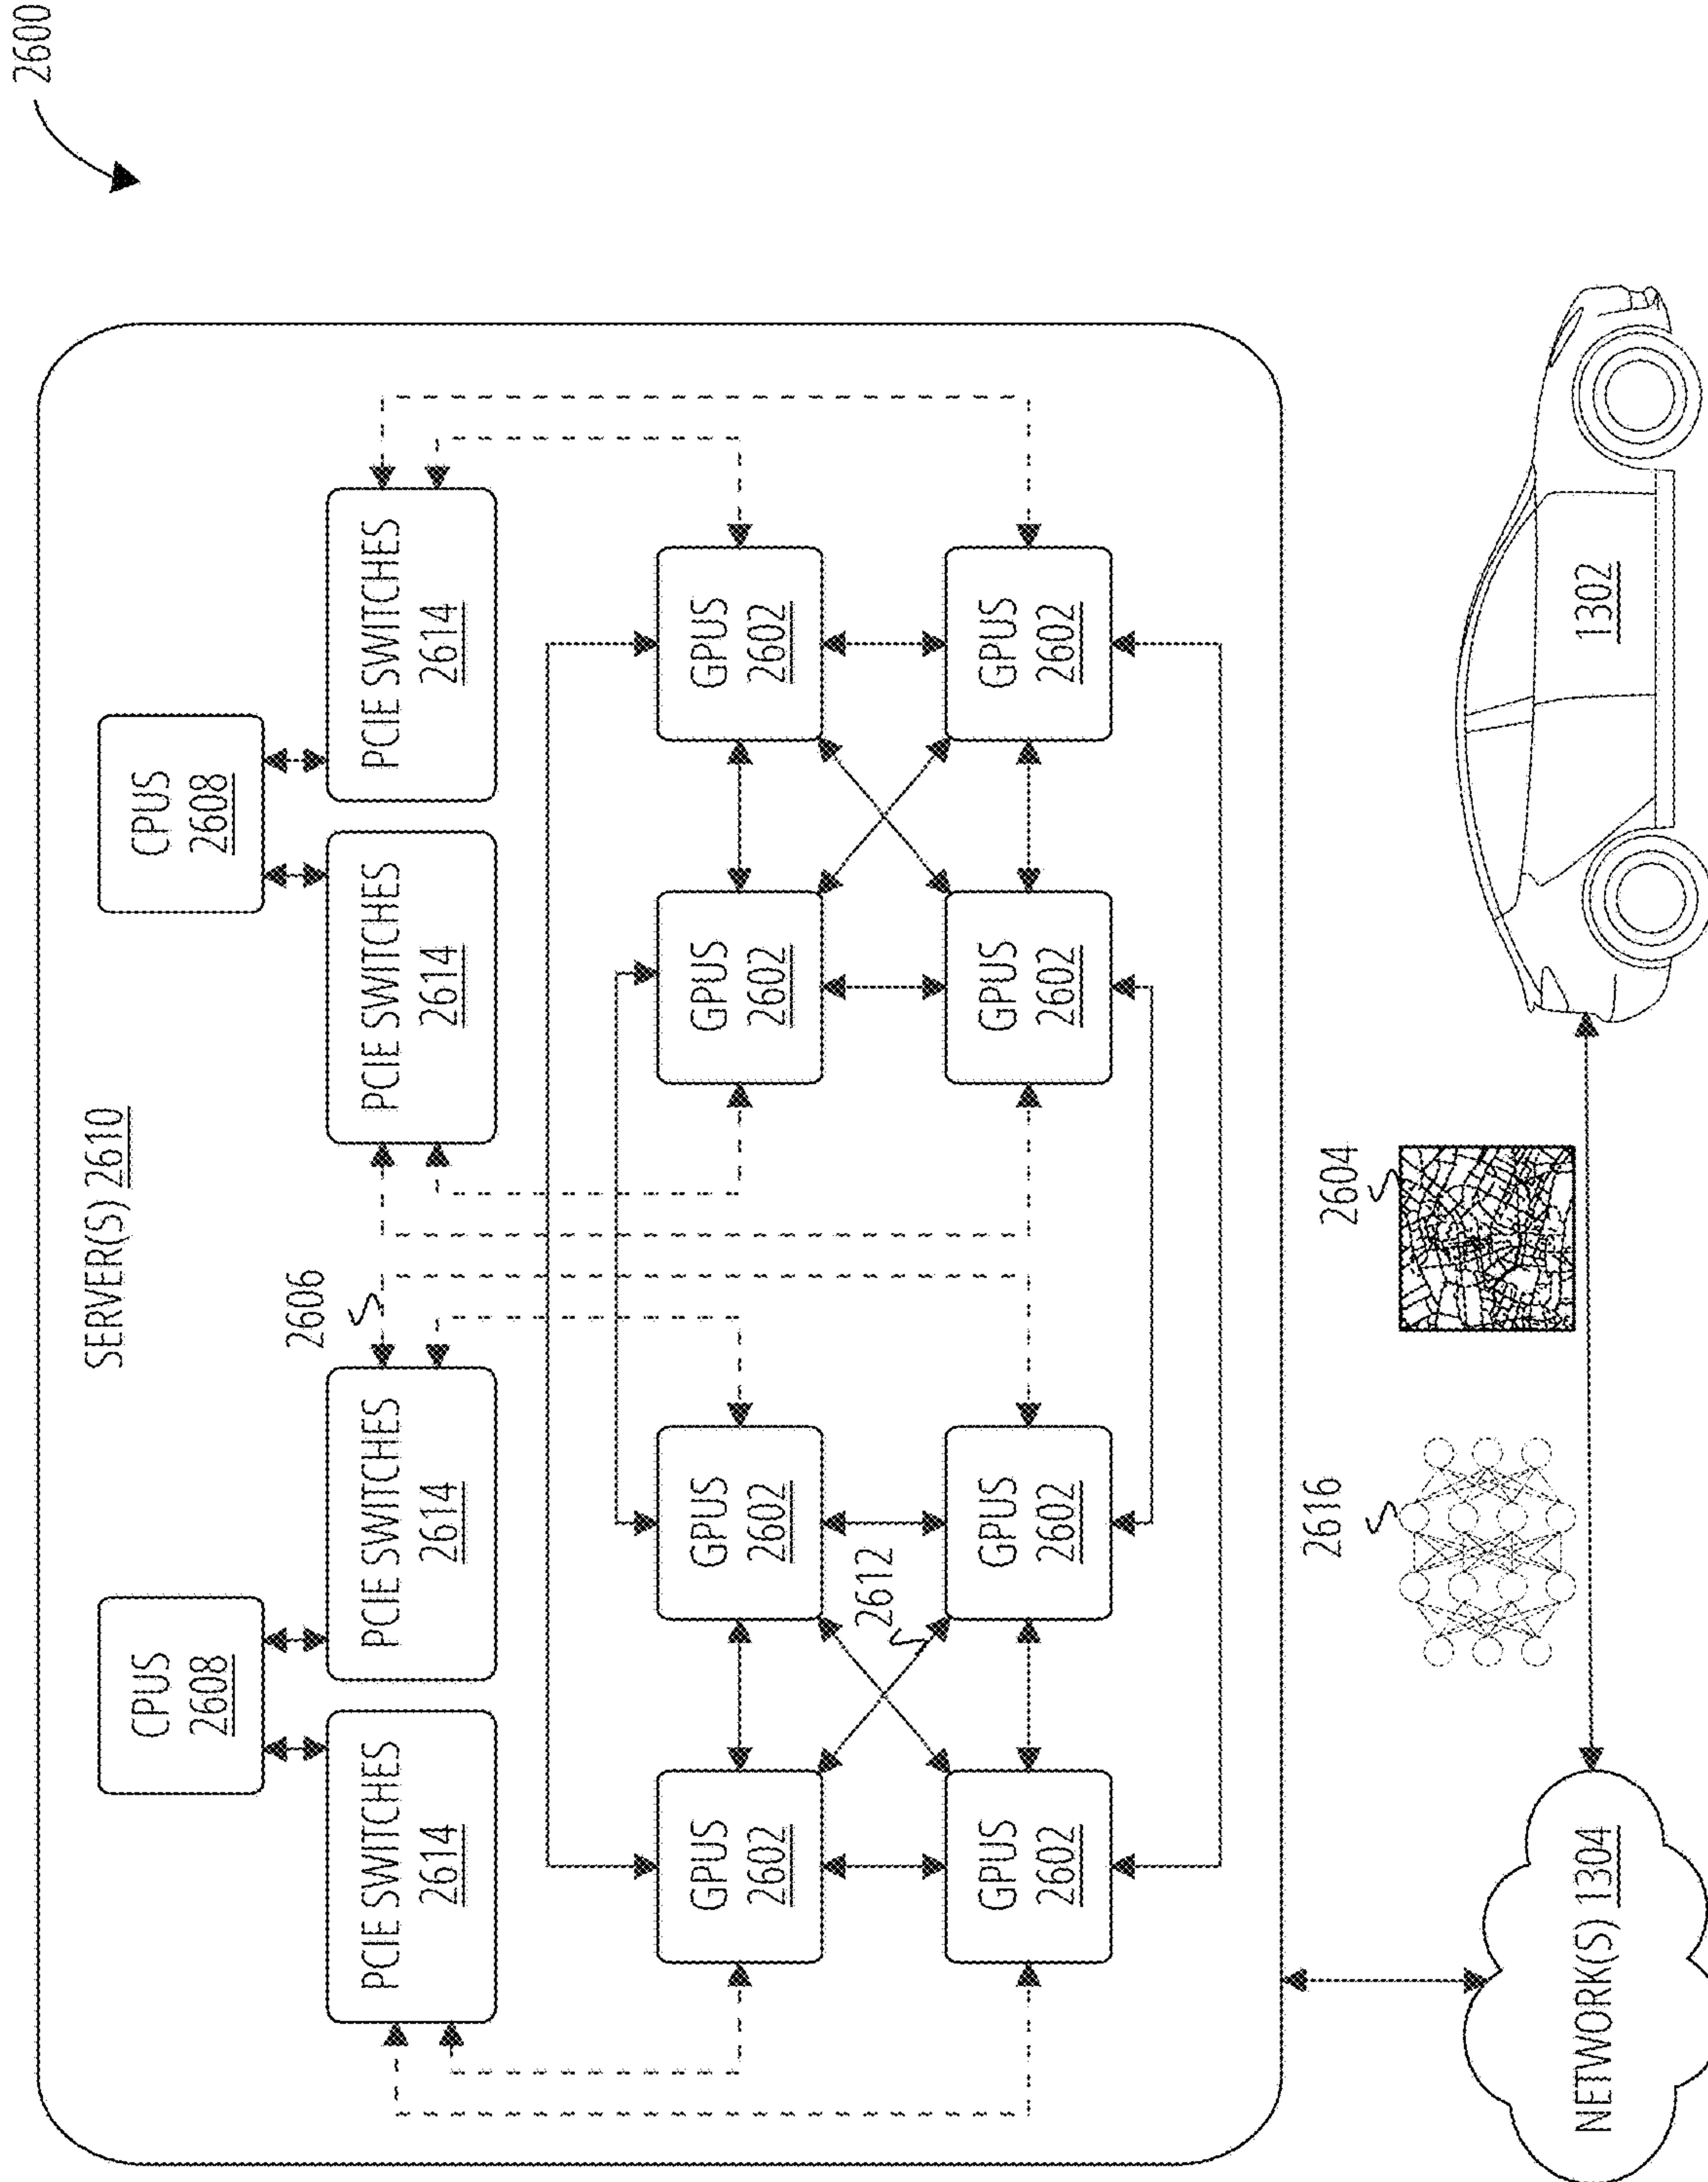 2600
SERVER(S) 2610
CPUS
2608
CPUS
2608
PCIE SWITCHES
2614
PCIE SWITCHES
2614
2606
PCIE SWITCHES
2614
PCIE SWITCHES
2614
GPUS
2602
GPUS
2602
GPUS
2602
GPUS
2602
2612
GPUS
2602
GPUS
2602
GPUS
2602
GPUS
2602
2616
2604
NETWORK(S) 1304
1302